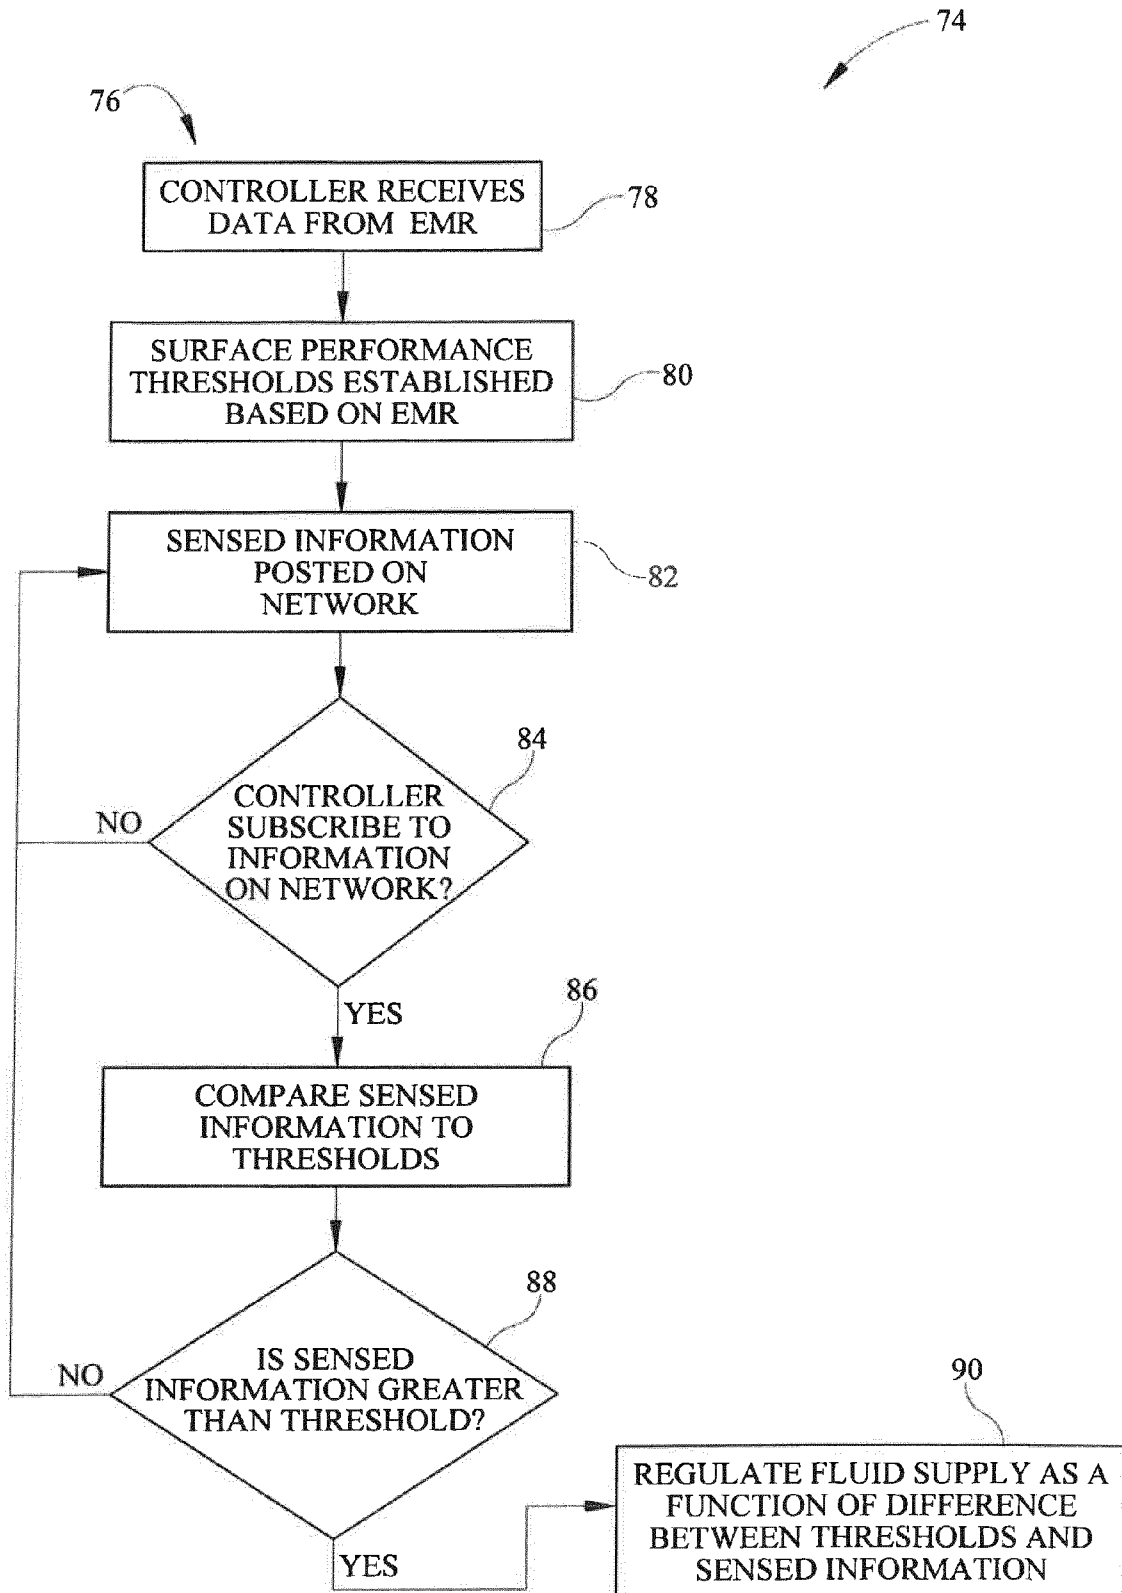 74
76
CONTROLLER RECEIVES
DATA FROM EMR
78
SURFACE PERFORMANCE
THRESHOLDS ESTABLISHED
BASED ON EMR
80
SENSED INFORMATION
POSTED ON
NETWORK
82
84
CONTROLLER
SUBSCRIBE TO
INFORMATION
ON NETWORK?
NO
YES
86
COMPARE SENSED
INFORMATION TO
THRESHOLDS
88
IS SENSED
INFORMATION GREATER
THAN THRESHOLD?
NO
YES
90
REGULATE FLUID SUPPLY AS A
FUNCTION OF DIFFERENCE
BETWEEN THRESHOLDS AND
SENSED INFORMATION